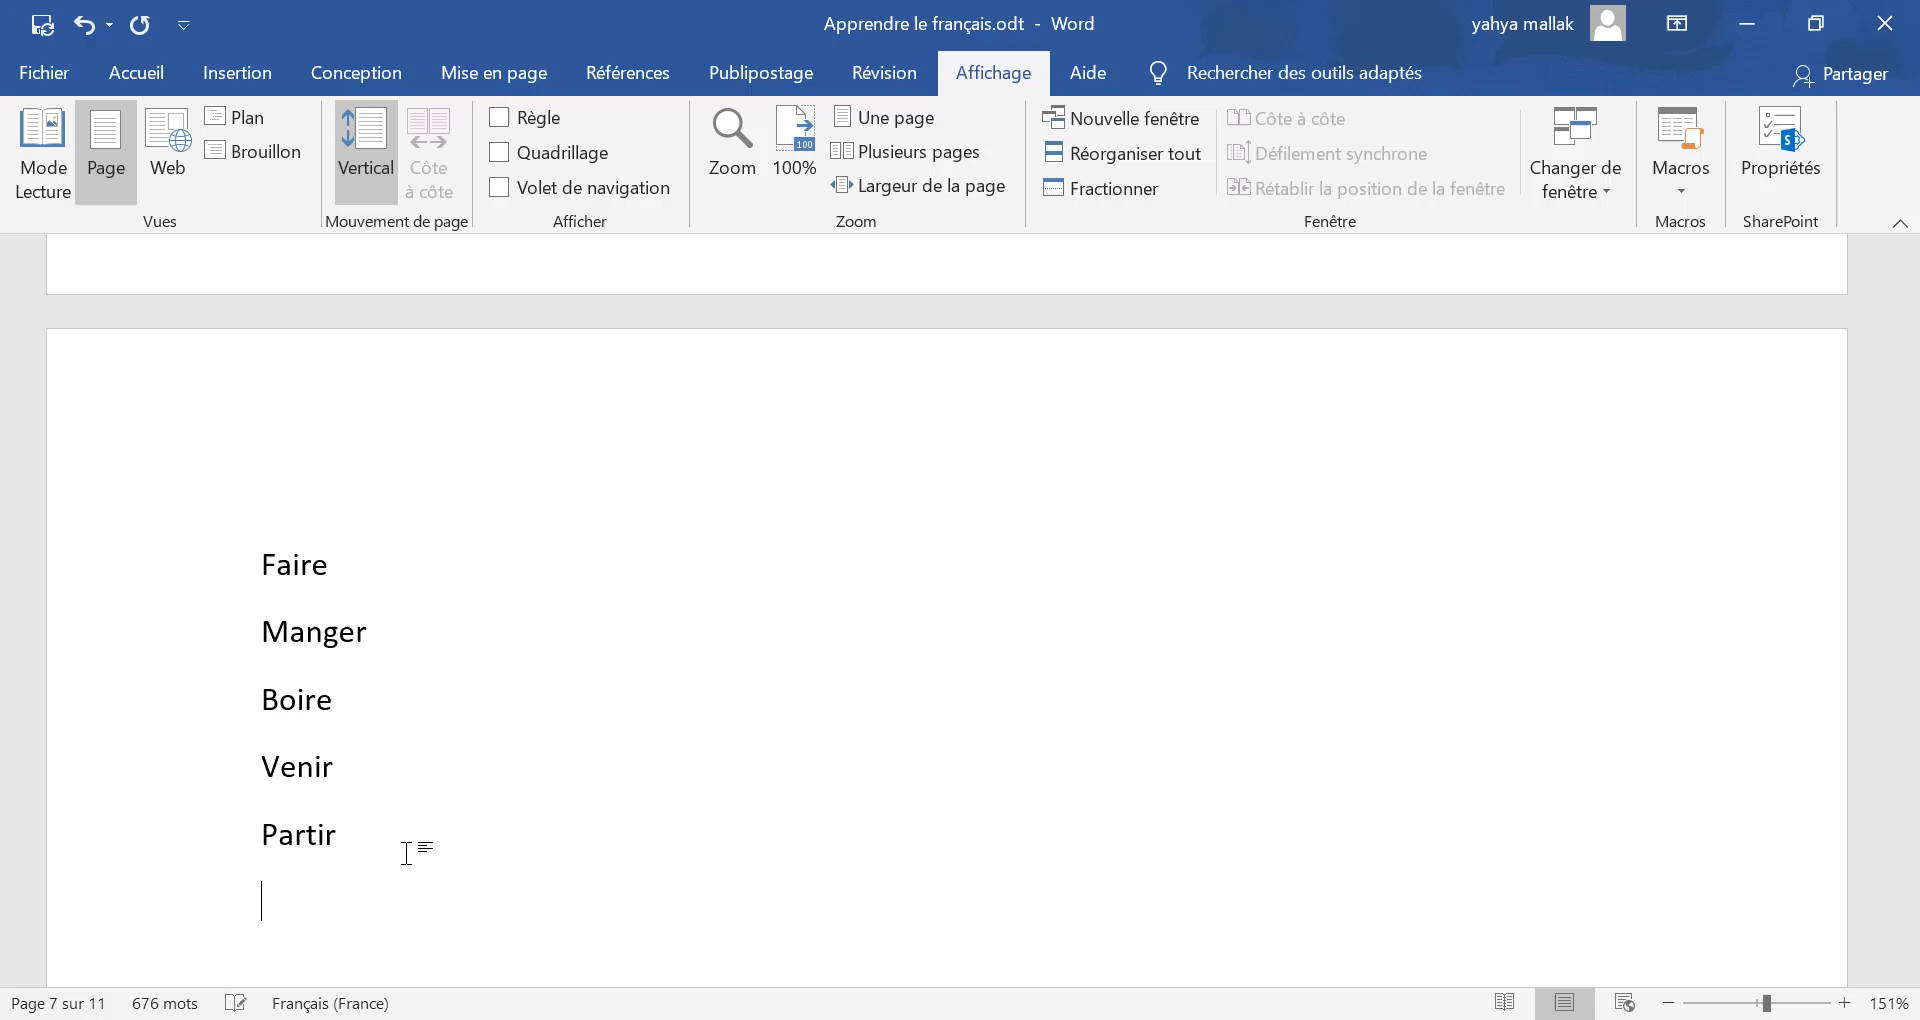 Apprendre le français.odt - Word
yahya mallak
Fichier Accueil Insertion Conception Mise en page Références Publipostage Révision Affichage Aide Rechercher des outils adaptés Partager
Mode Lecture
Page
Web
Plan
Brouillon
Vues
Vertical
Côte à côte
Mouvement de page
Règle
Quadrillage
Volet de navigation
Afficher
Zoom
100
100%
Une page
Plusieurs pages
Largeur de la page
Zoom
Nouvelle fenêtre
Réorganiser tout
Fractionner
Côte à côte
Défilement synchrone
Rétablir la position de la fenêtre
Changer de fenêtre
Fenêtre
Macros
Macros
S
Propriétés
SharePoint
Faire
Manger
Boire
Venir
Partir
Page 7 sur 11 676 mots Français (France) 151%